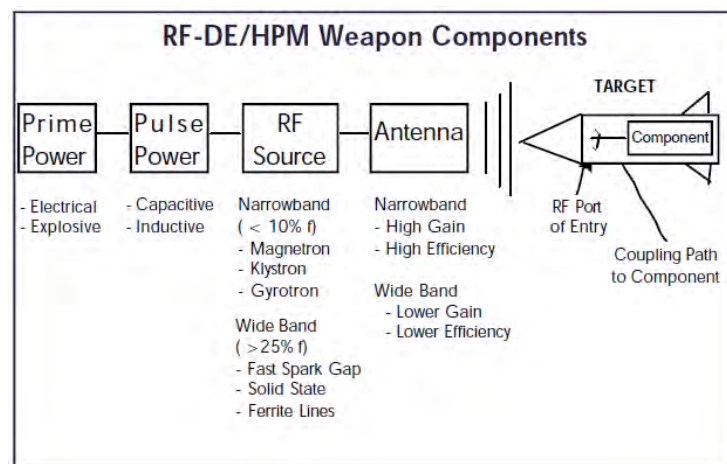 RF-DE/HPM Weapon Components
Prime
Power
- Electrical
- Explosive
Pulse
Power
- Capacitive
- Inductive
RF
Source
Narrowband
( < 10% f)
- Magnetron
- Klystron
- Gyrotron
Wide Band
( >25% f)
- Fast Spark Gap
- Solid State
- Ferrite Lines
Antenna
Narrowband
- High Gain
- High Efficiency
Wide Band
- Lower Gain
- Lower Efficiency
TARGET
Component
RF Port
of Entry
Coupling Path
to Component